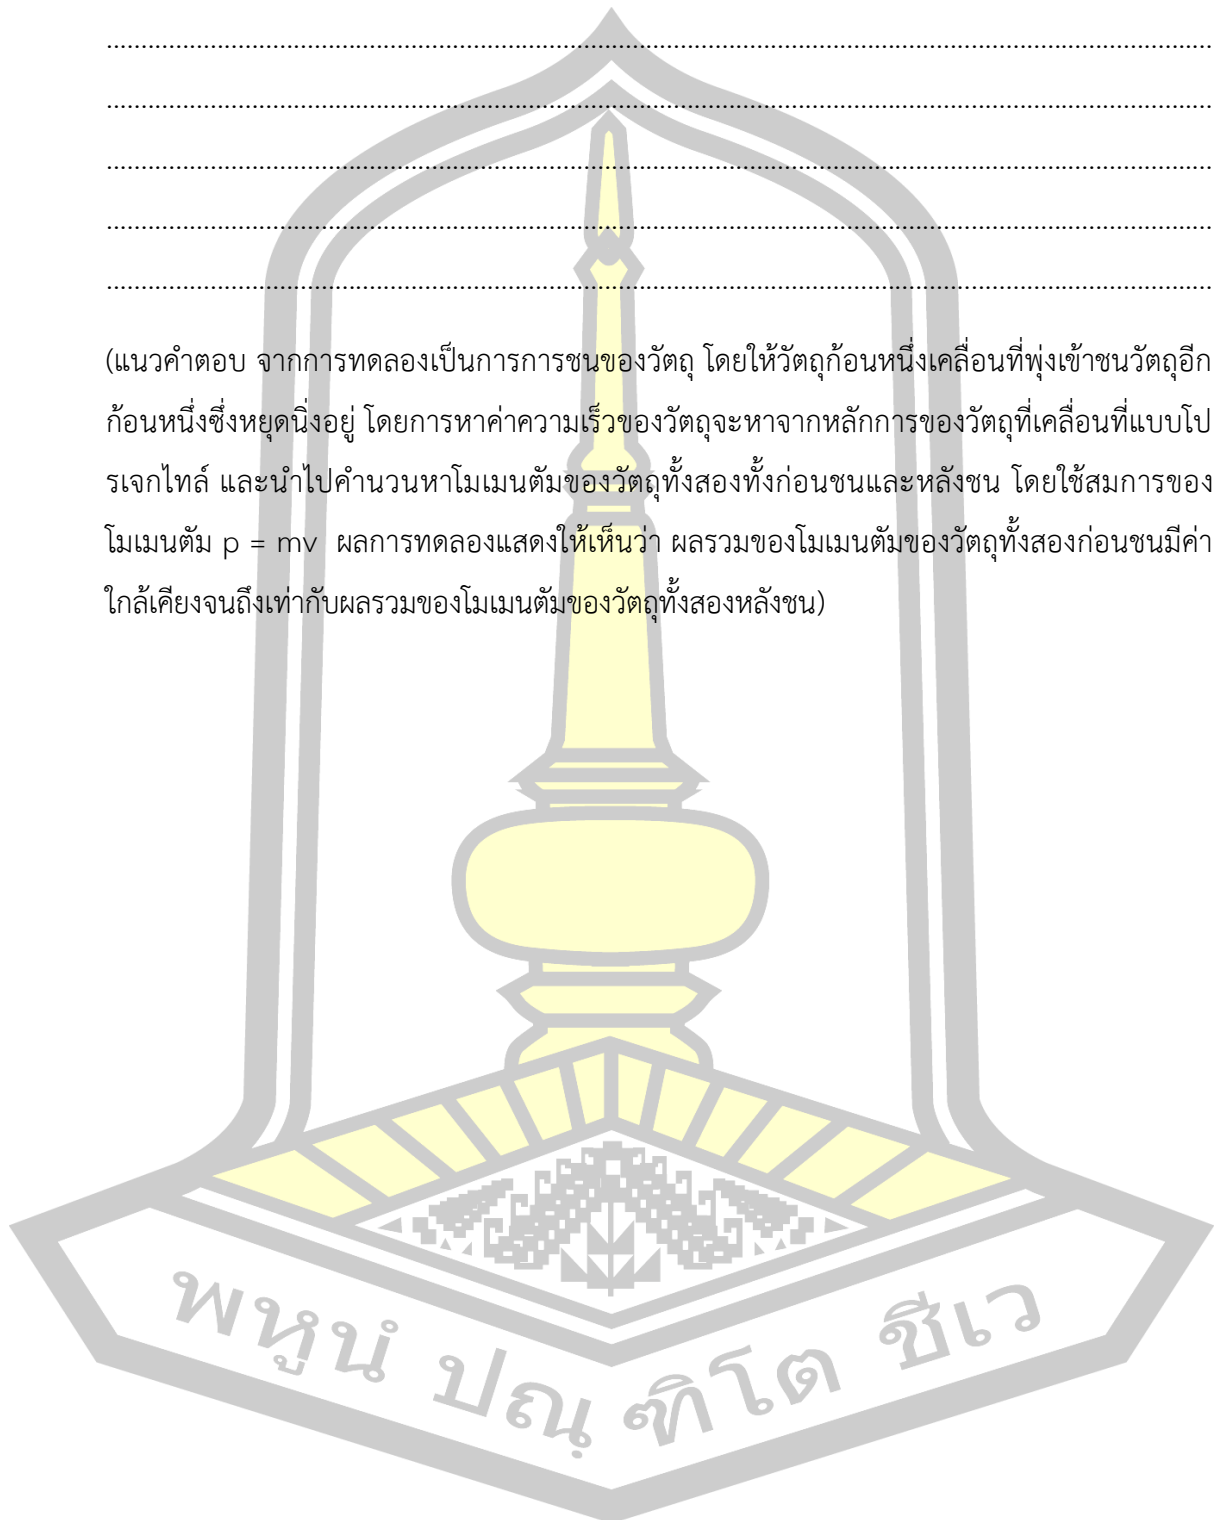 ................................................................................................................................................................
................................................................................................................................................................
................................................................................................................................................................
................................................................................................................................................................
................................................................................................................................................................
(แนวคำตอบ จากการทดลองเป็นการการชนของวัตถุ โดยให้วัตถุก้อนหนึ่งเคลื่อนที่พุ่งเข้าชนวัตถุอีก
ก้อนหนึ่งซึ่งหยุดนิ่งอยู่ โดยการหาค่าความเร็วของวัตถุจะหาจากหลักการของวัตถุที่เคลื่อนที่แบบโป
รเจกไทล์ และนำไปคำนวนหาโมเมนตัมของวัตถุทั้งสองทั้งก่อนชนและหลังชน โดยใช้สมการของ
โมเมนตัม p = mv ผลการทดลองแสดงให้เห็นว่า ผลรวมของโมเมนตัมของวัตถุทั้งสองก่อนชนมีค่า
ใกล้เคียงจนถึงเท่ากับผลรวมของโมเมนตัมของวัตถุทั้งสองหลังชน)
พหูนํ ปณฺฑิโต ชีเว